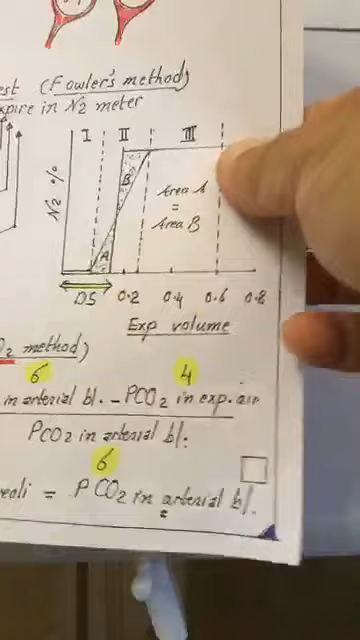 est (Fowler's method)
xpire in N2 meter
I II III
N2 %
B
Area A
=
Area B
A
DS 0.2 0.4 0.6 0.8
Exp volume
O2 method)
6 4
in arterial bl. - PCO2 in exp. air
PCO2 in arterial bl.
6
eoli = PCO2 in arterial bl.